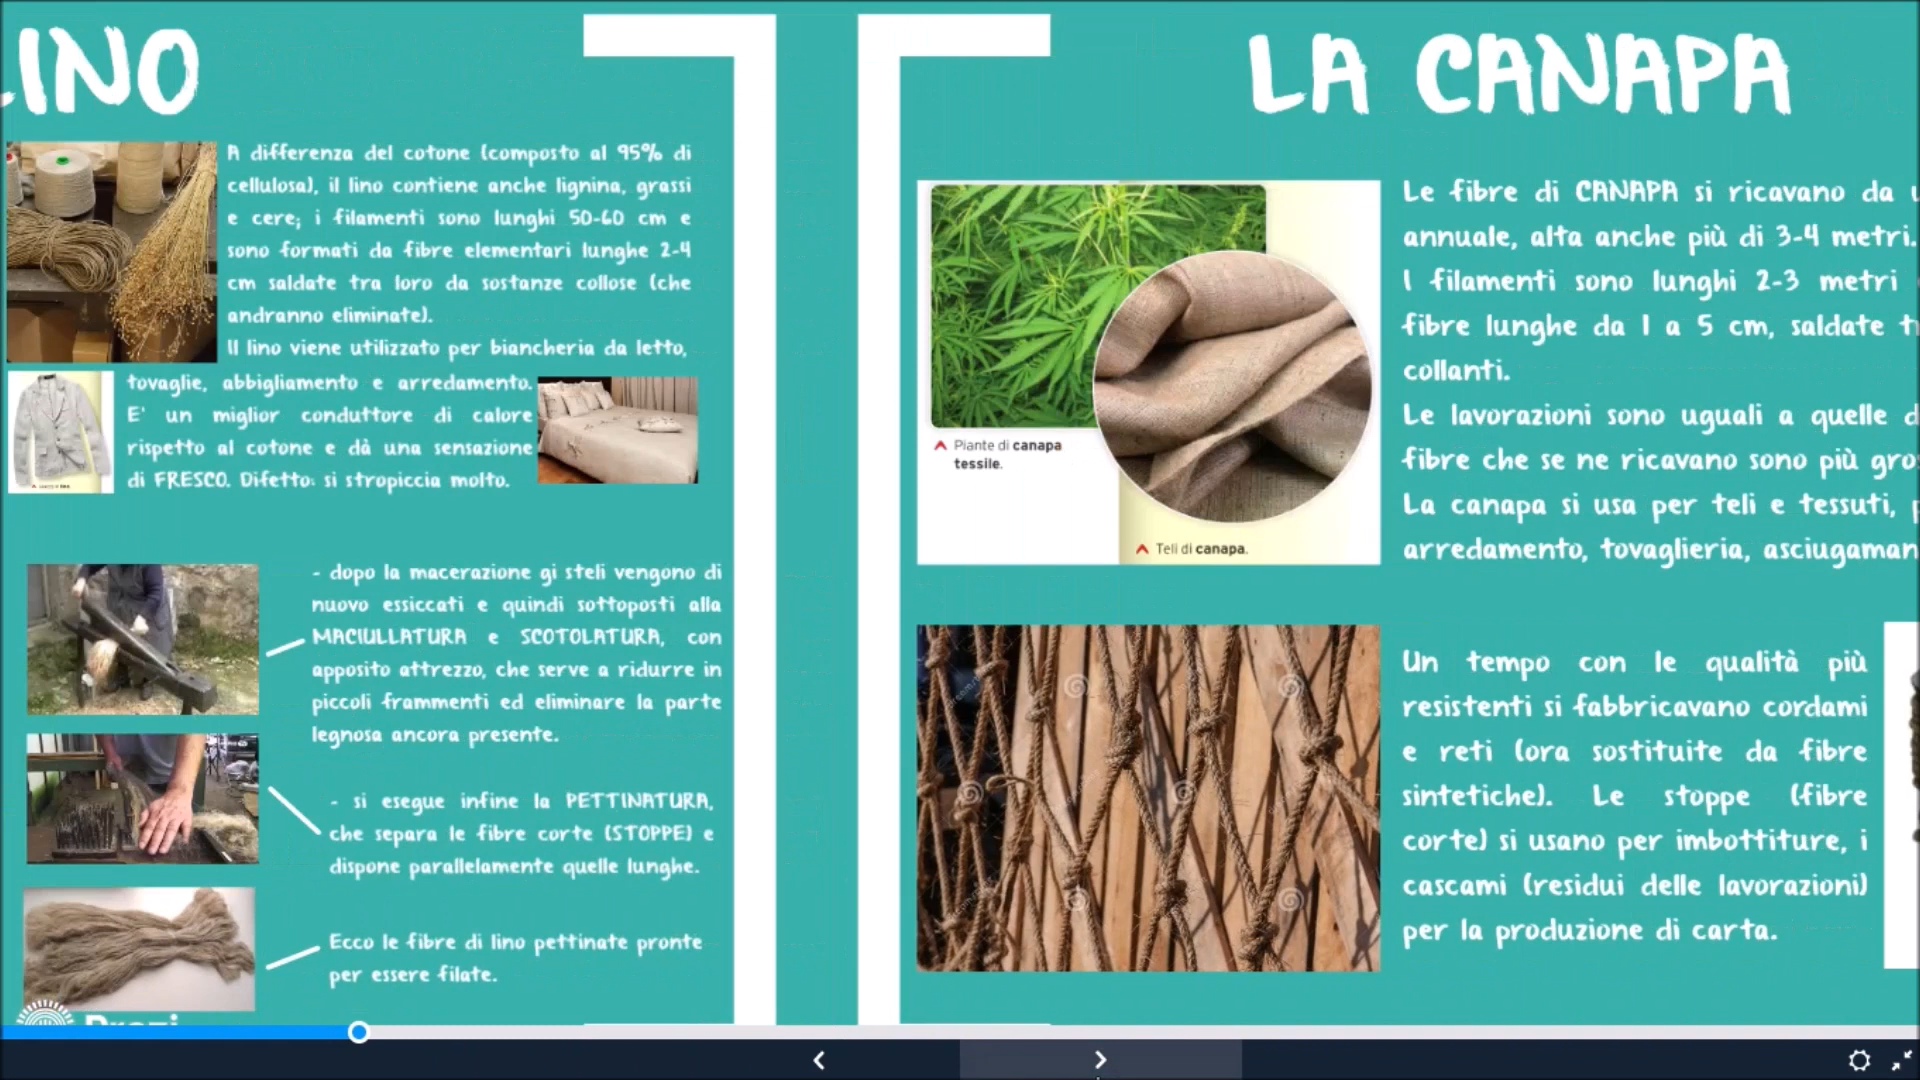 LINO
A differenza del cotone (composto al 95% di
cellulosa), il lino contiene anche lignina, grassi
e cere; i filamenti sono lunghi 50-60 cm e
sono formati da fibre elementari lunghe 2-4
cm saldate tra loro da sostanze collose (che
andranno eliminate).
Il lino viene utilizzato per biancheria da letto,
tovaglie, abbigliamento e arredamento.
E' un miglior conduttore di calore
rispetto al cotone e dà una sensazione
di FRESCO. Difetto: si stropiccia molto.
- dopo la macerazione gi steli vengono di
nuovo essiccati e quindi sottoposti alla
MACIULLATURA e SCOTOLATURA, con
apposito attrezzo, che serve a ridurre in
piccoli frammenti ed eliminare la parte
legnosa ancora presente.
- si esegue infine la PETTINATURA,
che separa le fibre corte (STOPPE) e
dispone parallelamente quelle lunghe.
Ecco le fibre di lino pettinate pronte
per essere filate.
Prezi
LA CANAPA
Le fibre di CANAPA si ricavano da
annuale, alta anche più di 3-4 metri.
I filamenti sono lunghi 2-3 metri
fibre lunghe da 1 a 5 cm, saldate
collanti.
Le lavorazioni sono uguali a quelle
fibre che se ne ricavano sono più
La canapa si usa per teli e tessuti,
arredamento, tovaglieria,
Piante di canapa
tessile.
Teli di canapa.
Un tempo con le qualità più
resistenti si fabbricavano cordami
e reti (ora sostituite da fibre
sintetiche). Le stoppe (fibre
corte) si usano per imbottiture, i
cascami (residui delle lavorazioni)
per la produzione di carta.